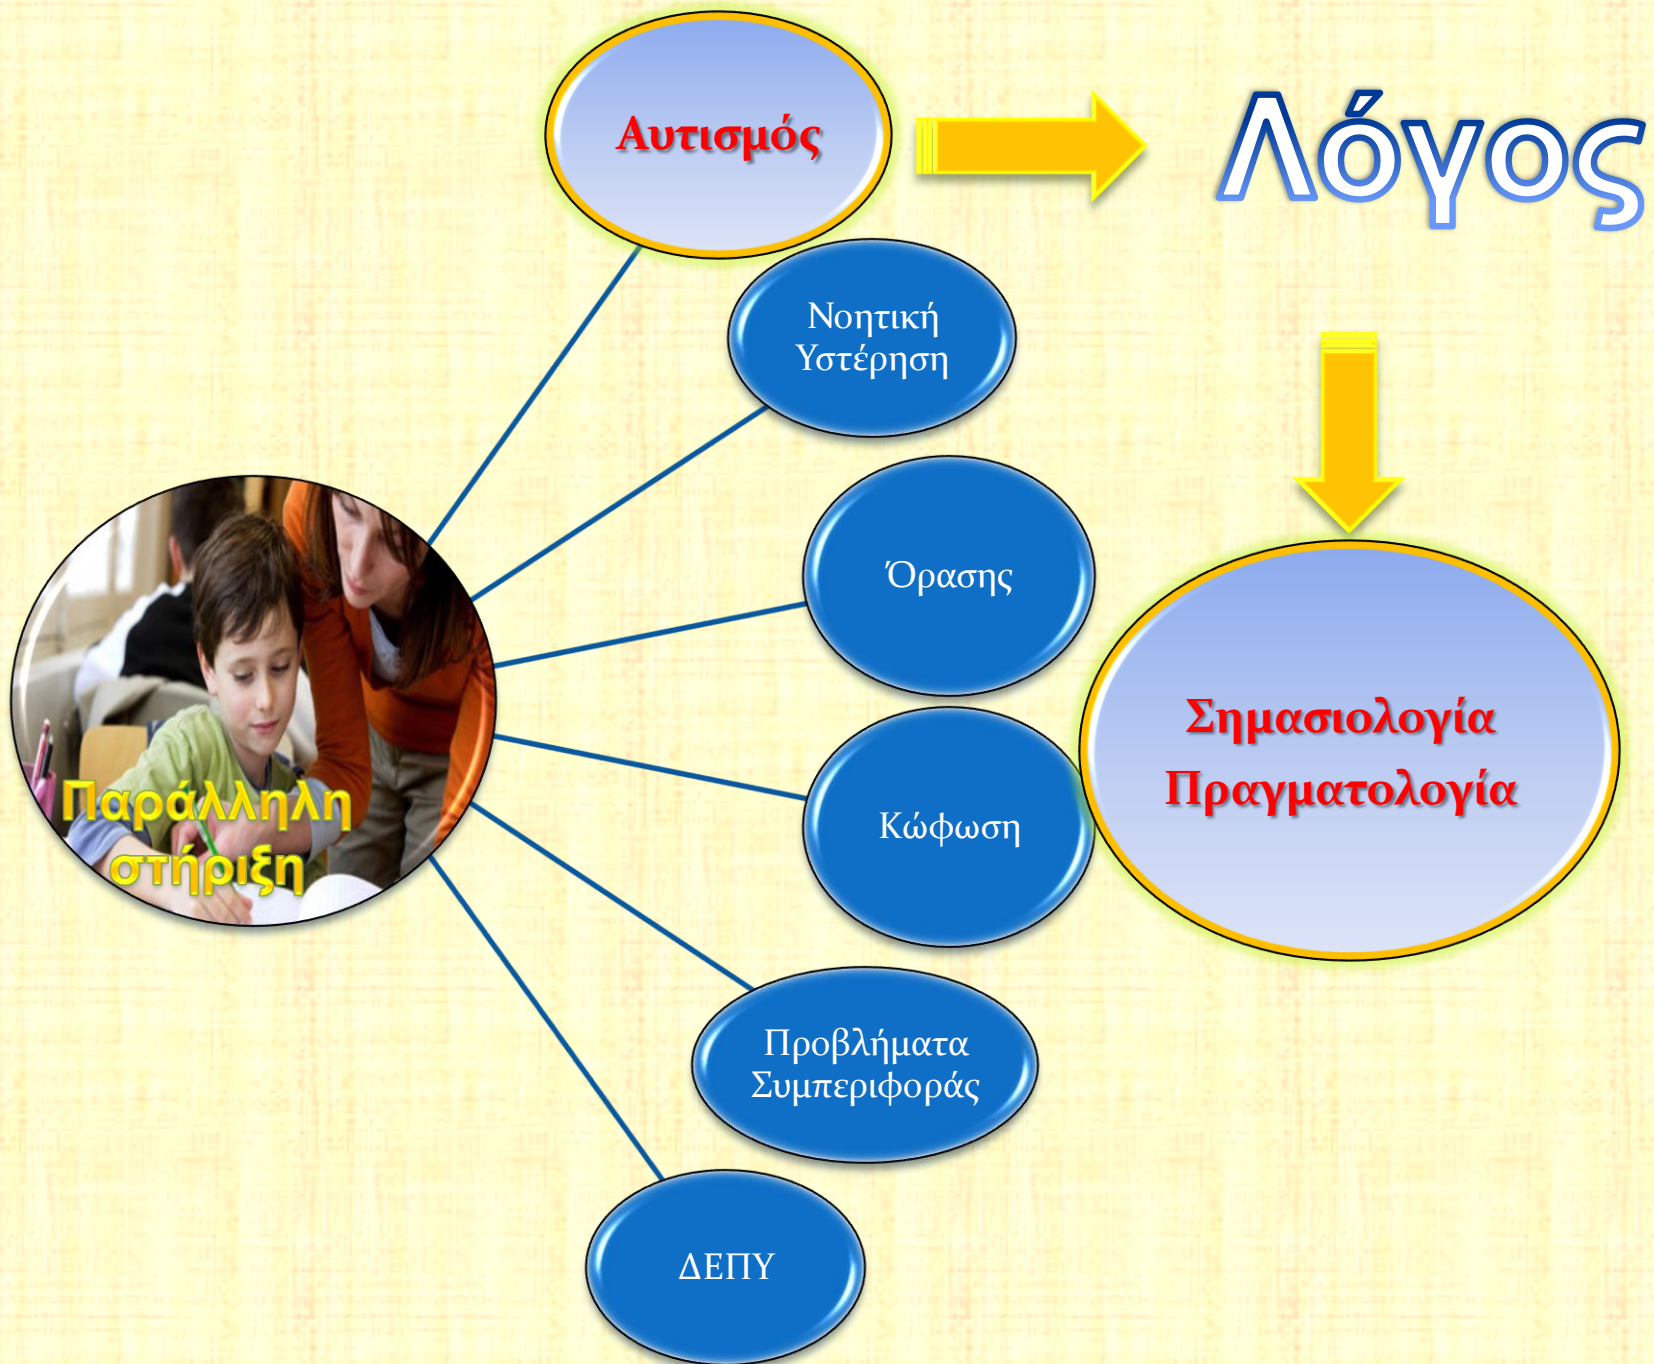 Αυτισμός
Λόγος
Νοητική
Υστέρηση
Όρασης
Κώφωση
Σημασιολογία
Πραγματολογία
Παράλληλη
στήριξη
Προβλήματα
Συμπεριφοράς
ΔΕΠΥ